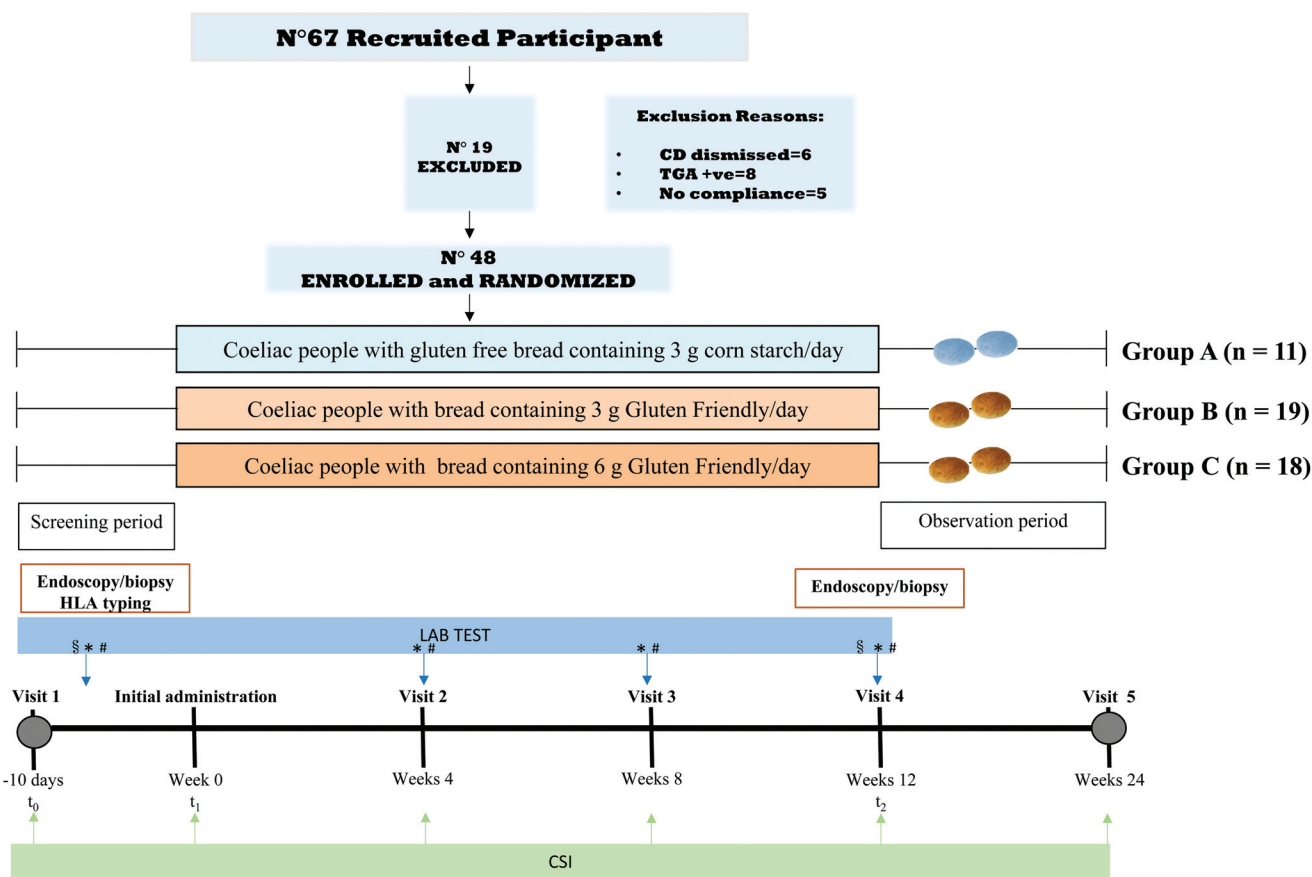 N°67 Recruited Participant
N° 19
EXCLUDED
Exclusion Reasons:
• CD dismissed=6
• TGA +ve=8
• No compliance=5
N° 48
ENROLLED and RANDOMIZED
Coeliac people with gluten free bread containing 3 g corn starch/day
Group A (n = 11)
Coeliac people with bread containing 3 g Gluten Friendly/day
Group B (n = 19)
Coeliac people with bread containing 6 g Gluten Friendly/day
Group C (n = 18)
Screening period
Observation period
Endoscopy/biopsy
HLA typing
Endoscopy/biopsy
LAB TEST
§ * #
* #
* #
§ * #
Visit 1
Initial administration
Visit 2
Visit 3
Visit 4
Visit 5
-10 days
t₀
Week 0
t₁
Weeks 4
Weeks 8
Weeks 12
t₂
Weeks 24
CSI